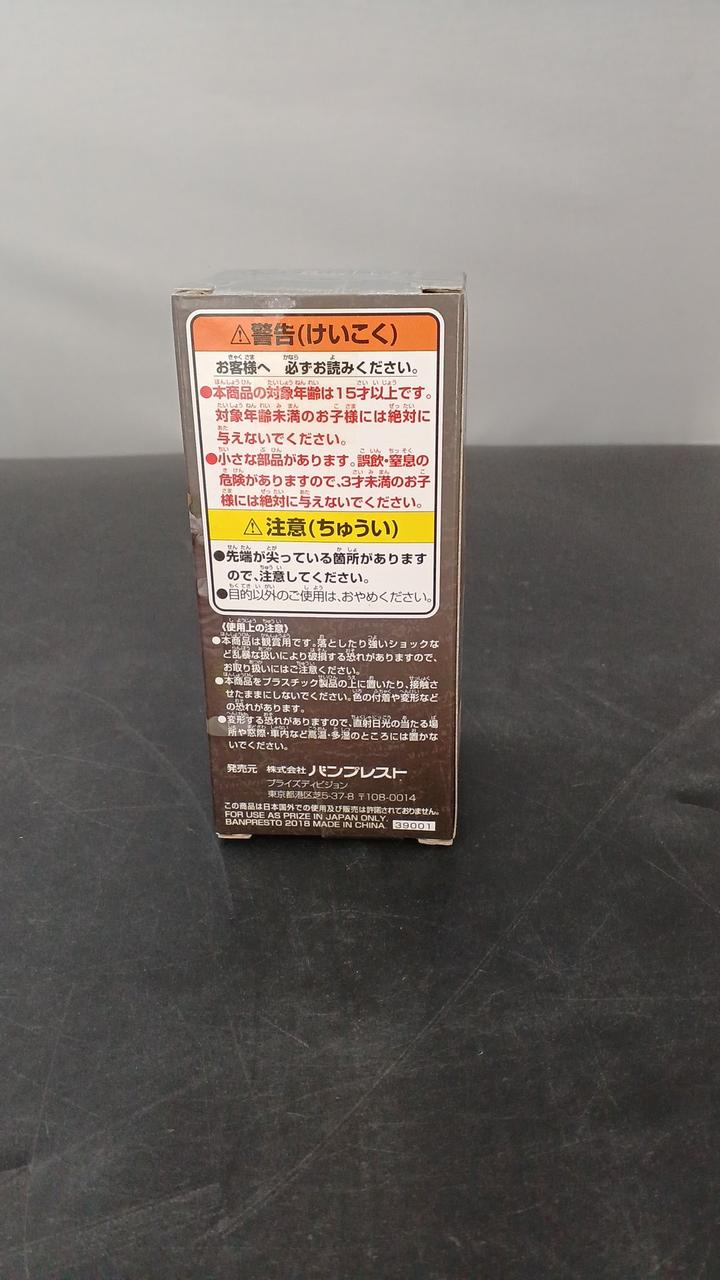 ⚠警告(けいこく)
お客様へ 必ずお読みください。
●本商品の対象年齢は15才以上です。
対象年齢未満のお子様には絶対に
与えないでください。
●小さな部品があります。誤飲・窒息の
危険がありますので、3才未満のお子
様には絶対に与えないでください。
⚠注意(ちゅうい)
●先端が尖っている箇所があります
ので、注意してください。
●目的以外のご使用は、おやめください。
《使用上の注意》
●本商品は観賞用です。落としたり強いショックな
ど乱暴な扱いにより破損する恐れがありますので、
お取り扱いにはご注意ください。
●本商品をプラスチック製品の上に置いたり、接触さ
せたままにしないでください。色の付着や変形など
の恐れがあります。
●変形する恐れがありますので、直射日光の当たる場
所や窓際・車内など高温・多湿のところには置かな
いでください。
発売元 株式会社 バンプレスト
プライズディビジョン
東京都港区芝5-37-8 〒108-0014
この商品は日本国外での使用及び販売は許諾されておりません。
FOR USE AS PRIZE IN JAPAN ONLY.
BANPRESTO 2018 MADE IN CHINA. 39001